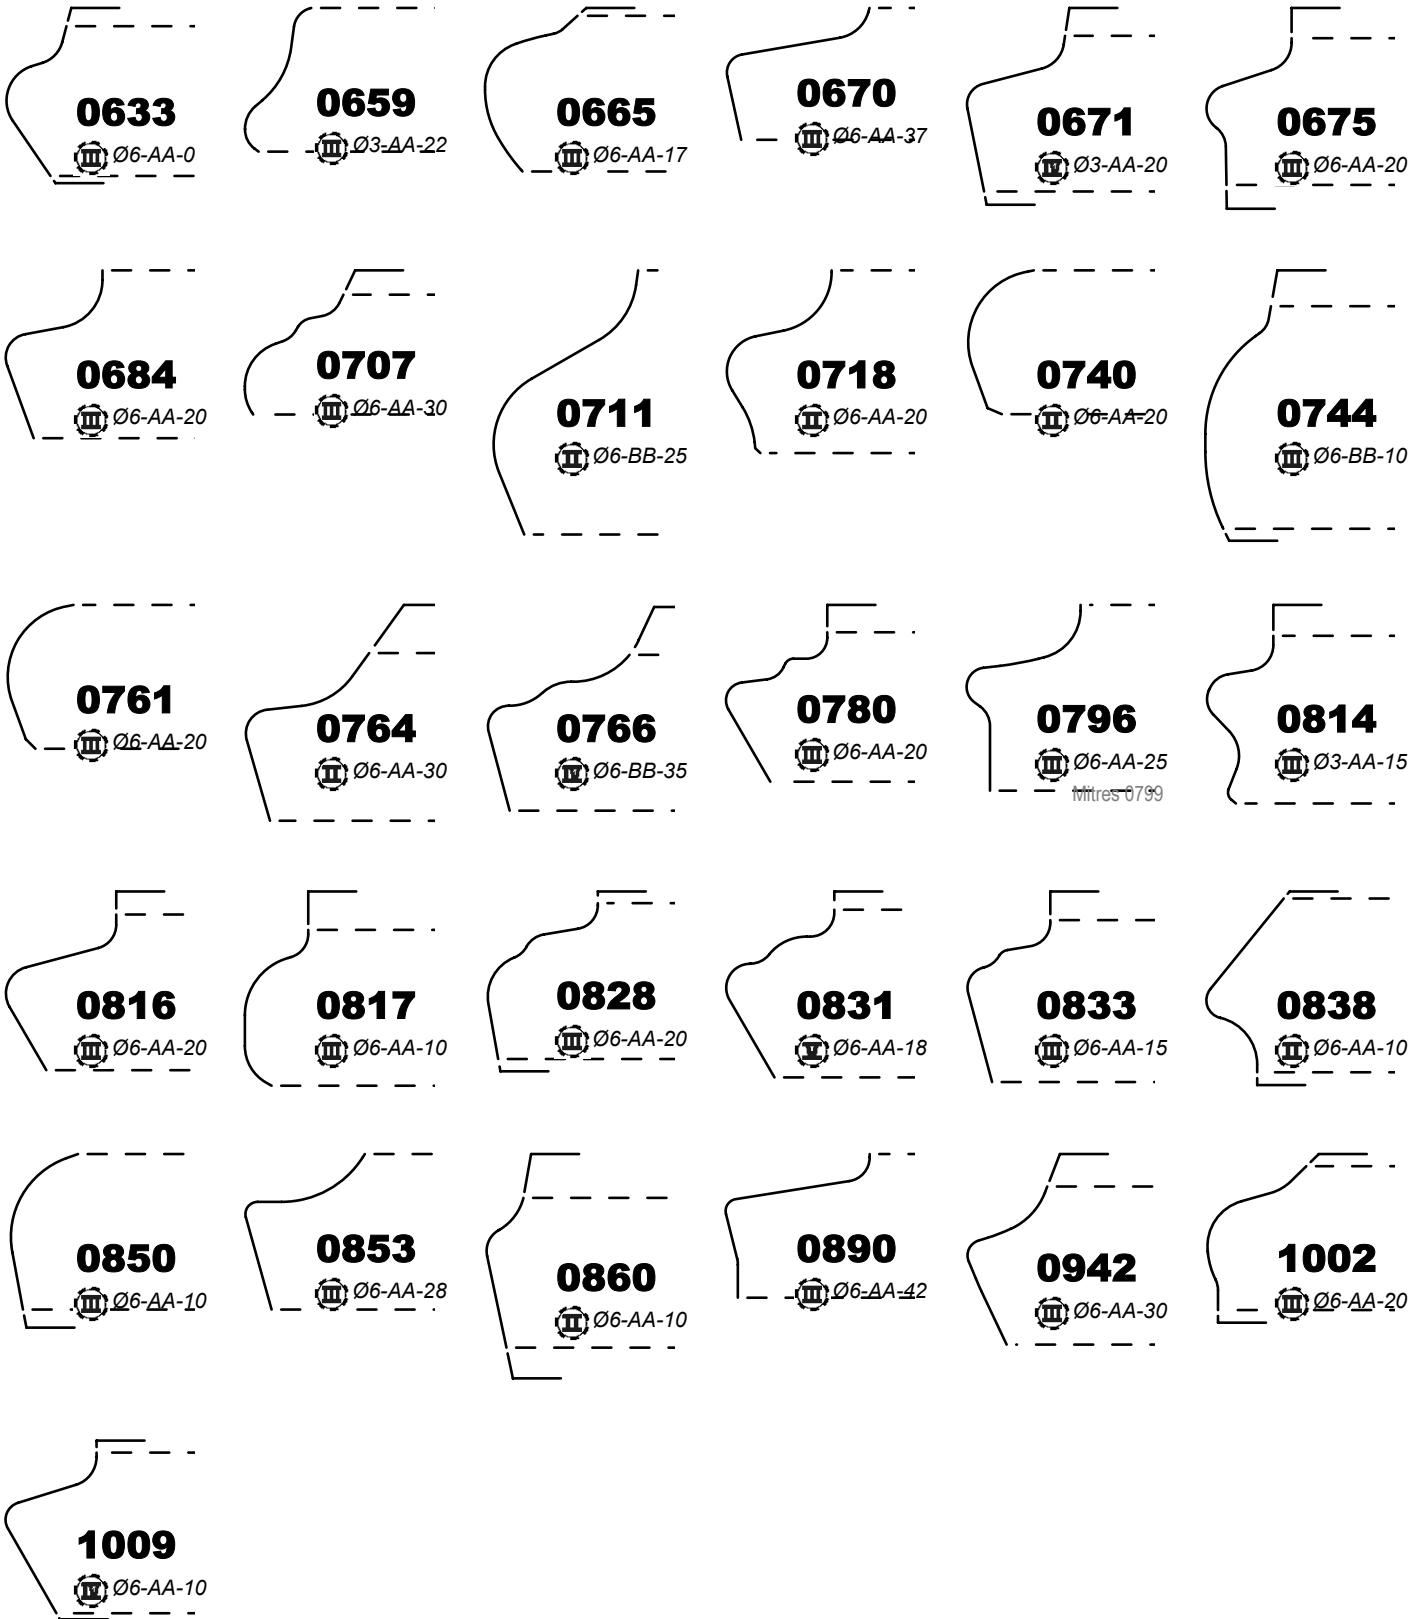 0633
III Ø6-AA-0
0659
III Ø3-AA-22
0665
III Ø6-AA-17
0670
III Ø6-AA-37
0671
IV Ø3-AA-20
0675
III Ø6-AA-20
0684
III Ø6-AA-20
0707
III Ø6-AA-30
0711
II Ø6-BB-25
0718
II Ø6-AA-20
0740
II Ø6-AA-20
0744
III Ø6-BB-10
0761
III Ø6-AA-20
0764
II Ø6-AA-30
0766
IV Ø6-BB-35
0780
III Ø6-AA-20
0796
III Ø6-AA-25
Mitres 0799
0814
III Ø3-AA-15
0816
III Ø6-AA-20
0817
III Ø6-AA-10
0828
III Ø6-AA-20
0831
V Ø6-AA-18
0833
III Ø6-AA-15
0838
II Ø6-AA-10
0850
III Ø6-AA-10
0853
III Ø6-AA-28
0860
II Ø6-AA-10
0890
III Ø6-AA-42
0942
III Ø6-AA-30
1002
III Ø6-AA-20
1009
IV Ø6-AA-10